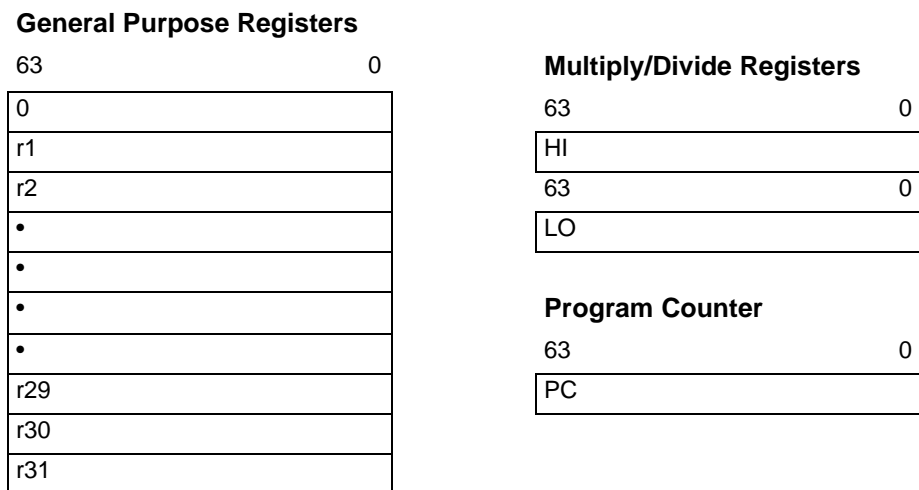 General Purpose Registers
63 0
0
r1
r2
•
•
•
•
r29
r30
r31
Multiply/Divide Registers
63 0
HI
63 0
LO
Program Counter
63 0
PC